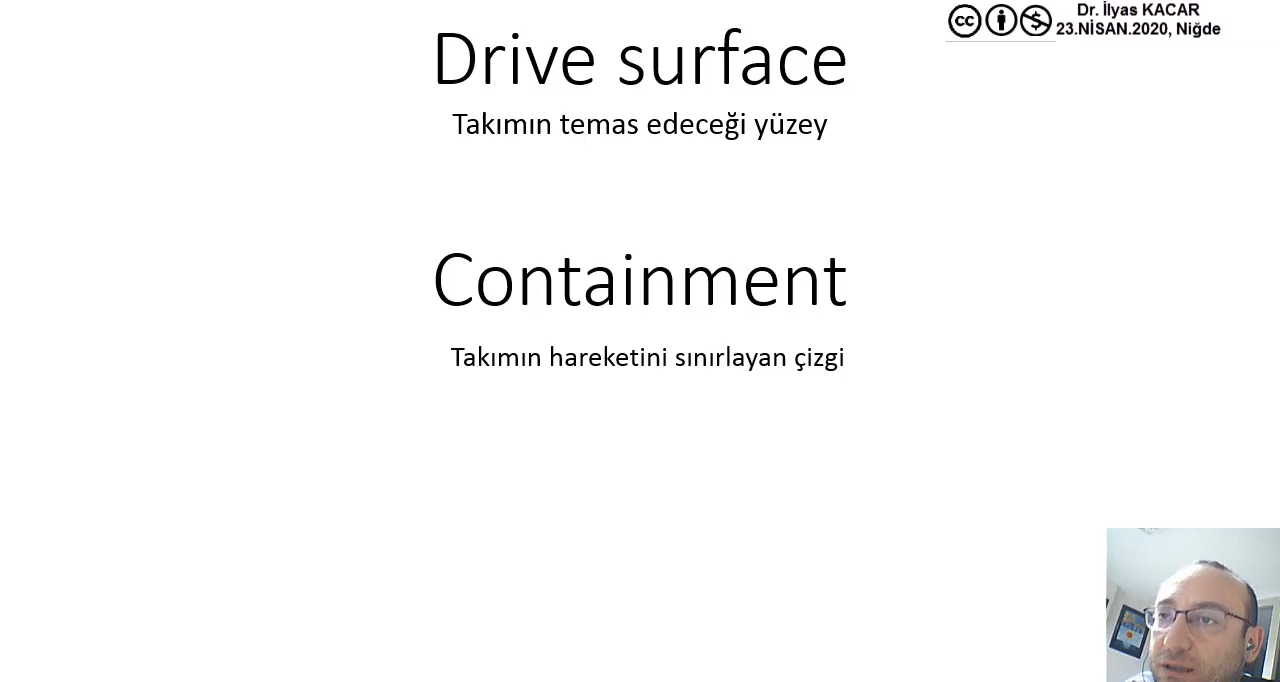 Dr. İlyas KACAR
23.NİSAN.2020, Niğde
Drive surface
Takımın temas edeceği yüzey
Containment
Takımın hareketini sınırlayan çizgi